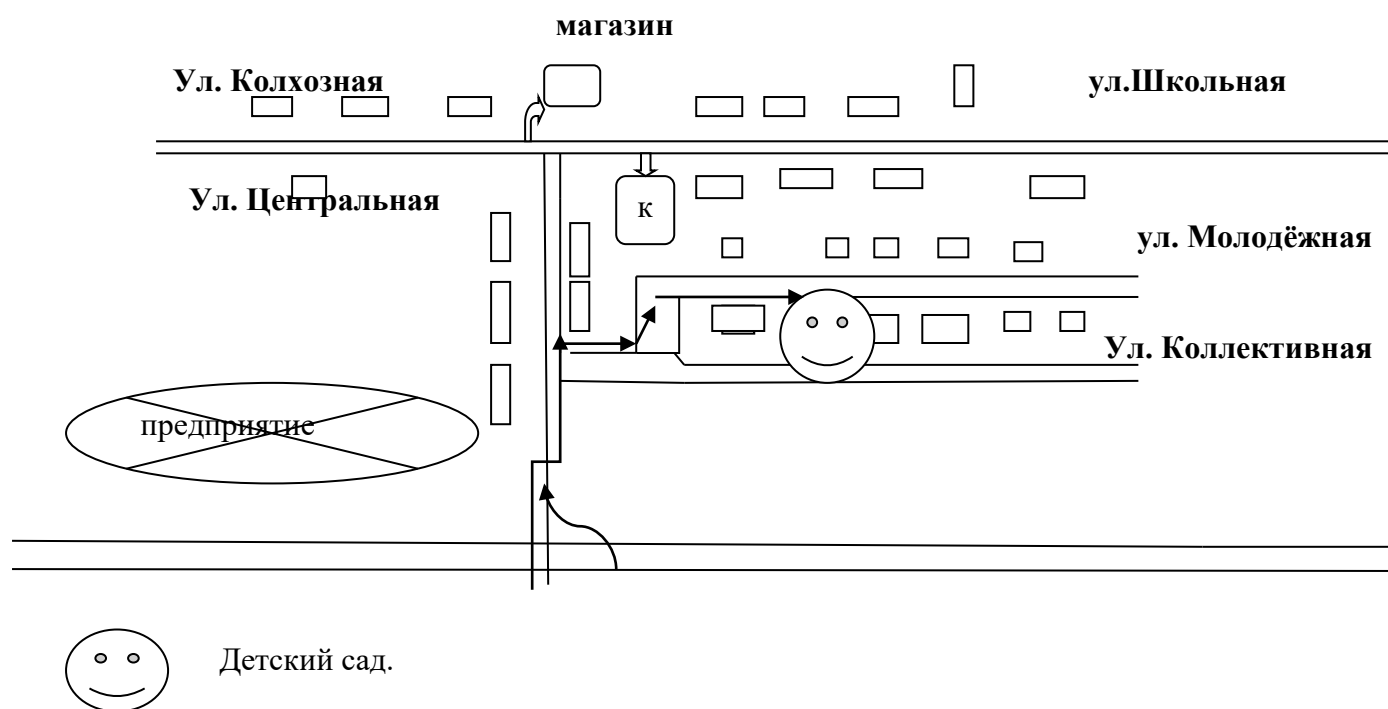 магазин
Ул. Колхозная
ул.Школьная
Ул. Центральная
к
ул. Молодёжная
Ул. Коллективная
предприятие
Детский сад.